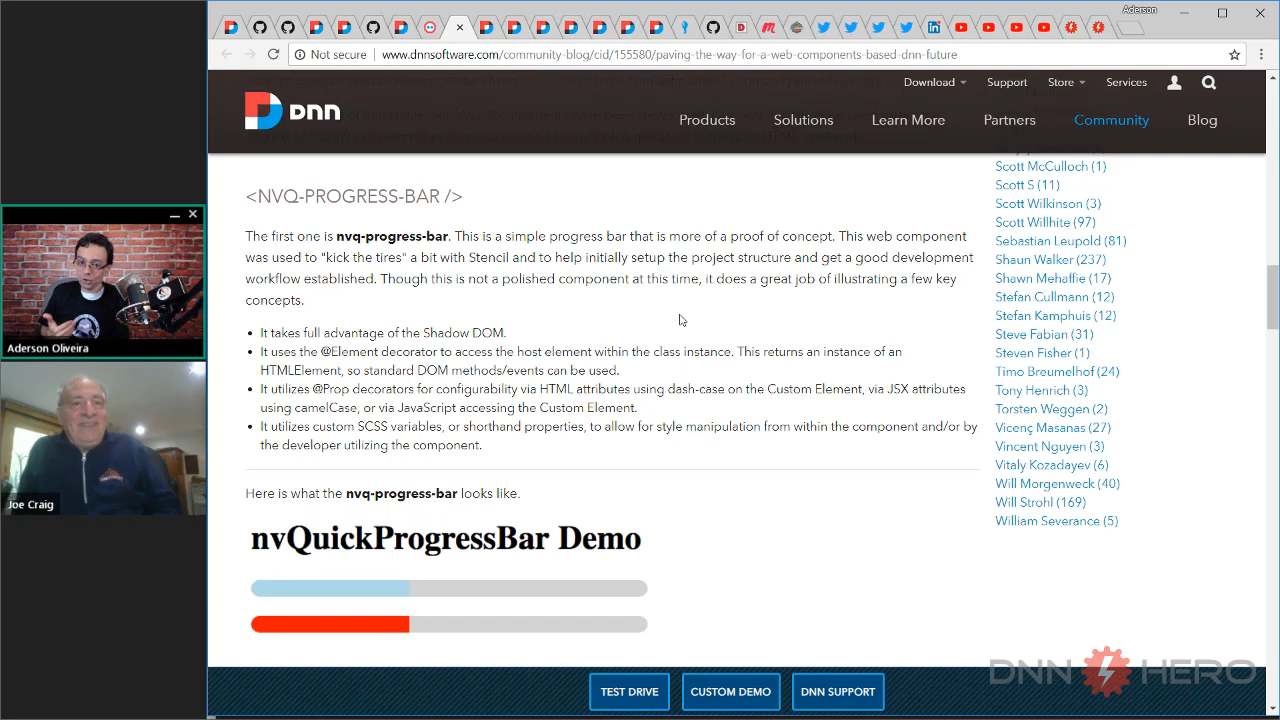 Aderson
Not secure
www.dnnsoftware.com/community-blog/cid/155580/paving-the-way-for-a-web-components-based-dnn-future
Download Support Store Services
DNN
Products Solutions Learn More Partners Community Blog
<NVQ-PROGRESS-BAR />
The first one is nvq-progress-bar. This is a simple progress bar that is more of a proof of concept. The web component
was used to "kick the tires" a bit with Stencil and to help initially setup the project structure and get a good development
workflow established. Though this is not a polished component at this time, it does a great job of illustrating a few key
concepts.
It takes full advantage of the Shadow DOM.
It uses the @Element decorator to access the host element within the class instance. This returns an instance of an
HTMLElement, so standard DOM methods/events can be used.
It utilizes @Prop decorators for configurability via HTML attributes using dash-case on the Custom Element, via JSX attributes
using camelCase, or via JavaScript accessing the Custom Element.
It utilizes custom SCSS variables, or shorthand properties, to allow for style manipulation from within the component and/or by
the developer utilizing the component.
Here is what the nvq-progress-bar looks like.
nvQuickProgressBar Demo
Scott McCulloch (1)
Scott S (11)
Scott Wilkinson (3)
Scott Willhite (97)
Sebastian Leupold (81)
Shaun Walker (237)
Shawn Mehaffie (17)
Stefan Cullmann (12)
Stefan Kamphuis (12)
Steve Fabian (31)
Steven Fisher (1)
Timo Breumelhof (24)
Tony Henrich (3)
Torsten Weggen (2)
Vicenç Masanas (27)
Vincent Nguyen (3)
Vitaly Kozadayev (6)
Will Morgenweck (40)
Will Strohl (169)
William Severance (5)
Aderson Oliveira
Joe Craig
TEST DRIVE CUSTOM DEMO DNN SUPPORT
DNN HERO